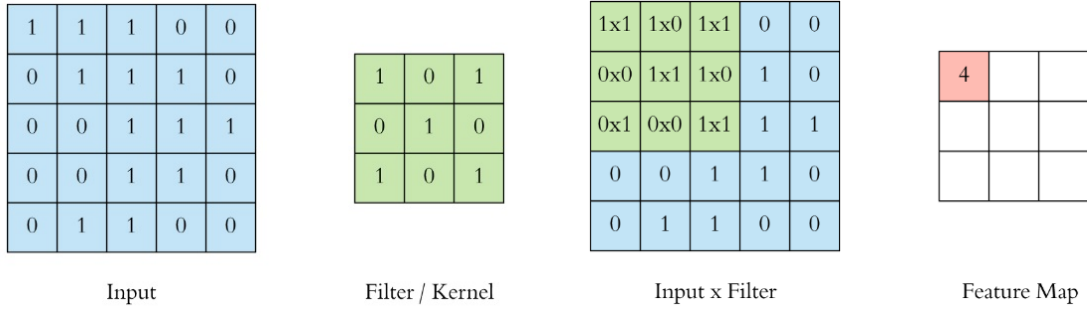 1 1 1 0 0
0 1 1 1 0
0 0 1 1 1
0 0 1 1 0
0 1 1 0 0
Input
1 0 1
0 1 0
1 0 1
Filter / Kernel
1x1 1x0 1x1 0 0
0x0 1x1 1x0 1 0
0x1 0x0 1x1 1 1
0 0 1 1 0
0 1 1 0 0
Input x Filter
4
Feature Map